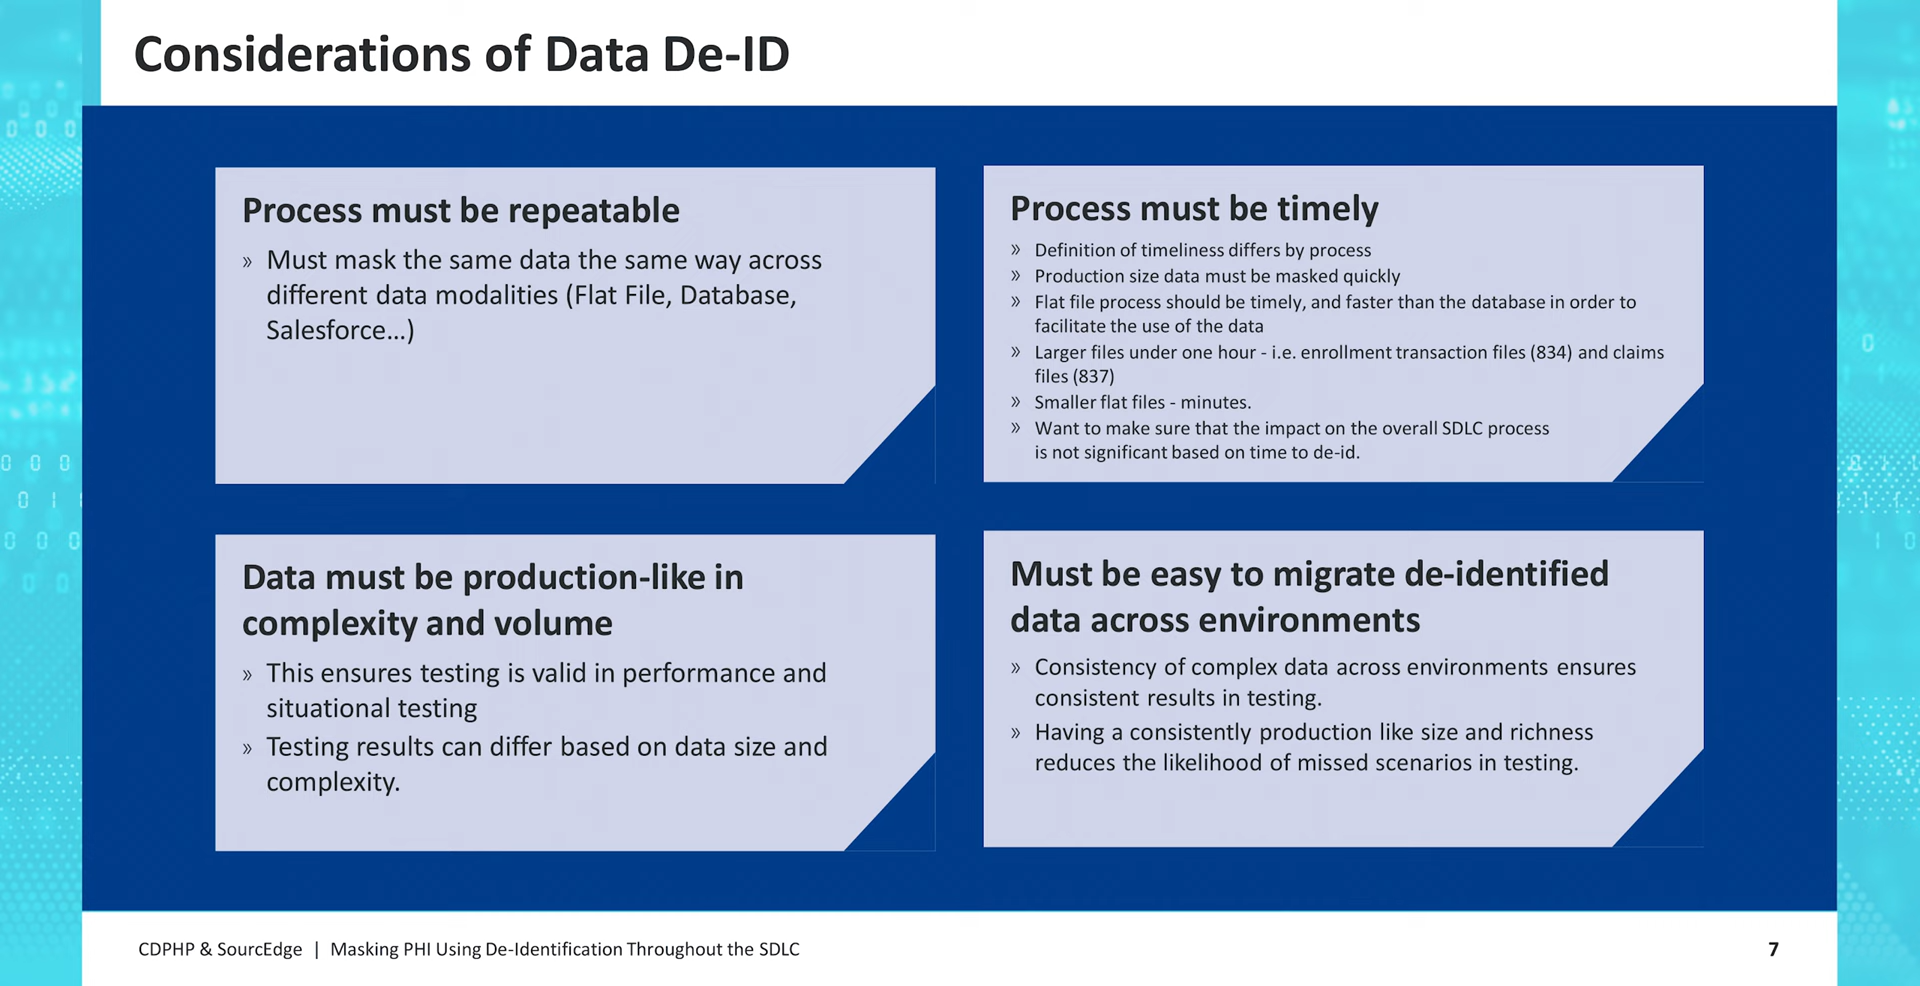 Considerations of Data De-ID
Process must be repeatable
» Must mask the same data the same way across
different data modalities (Flat File, Database,
Salesforce...)
Process must be timely
» Definition of timeliness differs by process
» Production size data must be masked quickly
» Flat file process should be timely, and faster than the database in order to
facilitate the use of the data
» Larger files under one hour - i.e. enrollment transaction files (834) and claims
files (837)
» Smaller flat files - minutes.
» Want to make sure that the impact on the overall SDLC process
is not significant based on time to de-id.
Data must be production-like in
complexity and volume
» This ensures testing is valid in performance and
situational testing
» Testing results can differ based on data size and
complexity.
Must be easy to migrate de-identified
data across environments
» Consistency of complex data across environments ensures
consistent results in testing.
» Having a consistently production like size and richness
reduces the likelihood of missed scenarios in testing.
CDPHP & SourcEdge | Masking PHI Using De-Identification Throughout the SDLC
7